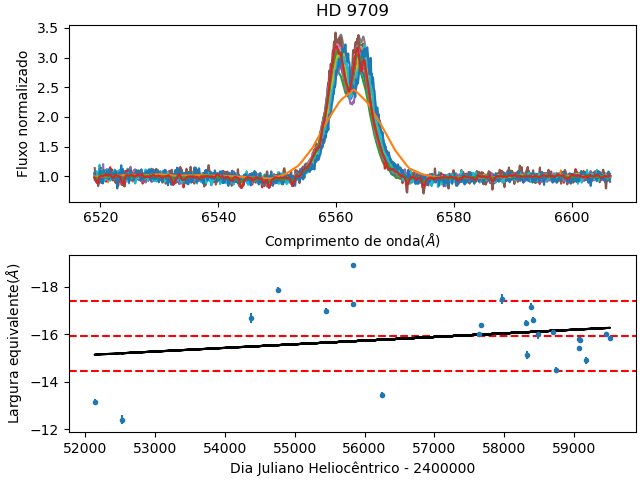 HD 9709
Fluxo normalizado
3.5
3.0
2.5
2.0
1.5
1.0
6520 6540 6560 6580 6600
Comprimento de onda(Å)
Largura equivalente(Å)
−18
−16
−14
−12
52000 53000 54000 55000 56000 57000 58000 59000
Dia Juliano Heliocêntrico - 2400000